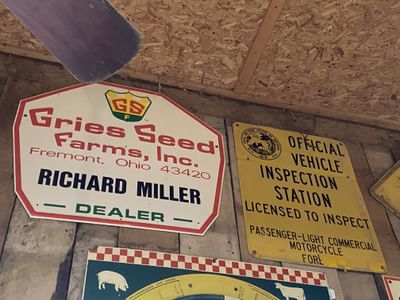 GS
F
Gries Seed
Farms, Inc.
Fremont, Ohio 43420
RICHARD MILLER
DEALER
OFFICIAL
VEHICLE
INSPECTION
STATION
LICENSED TO INSPECT
PASSENGER-LIGHT COMMERCIAL
MOTORCYCLE